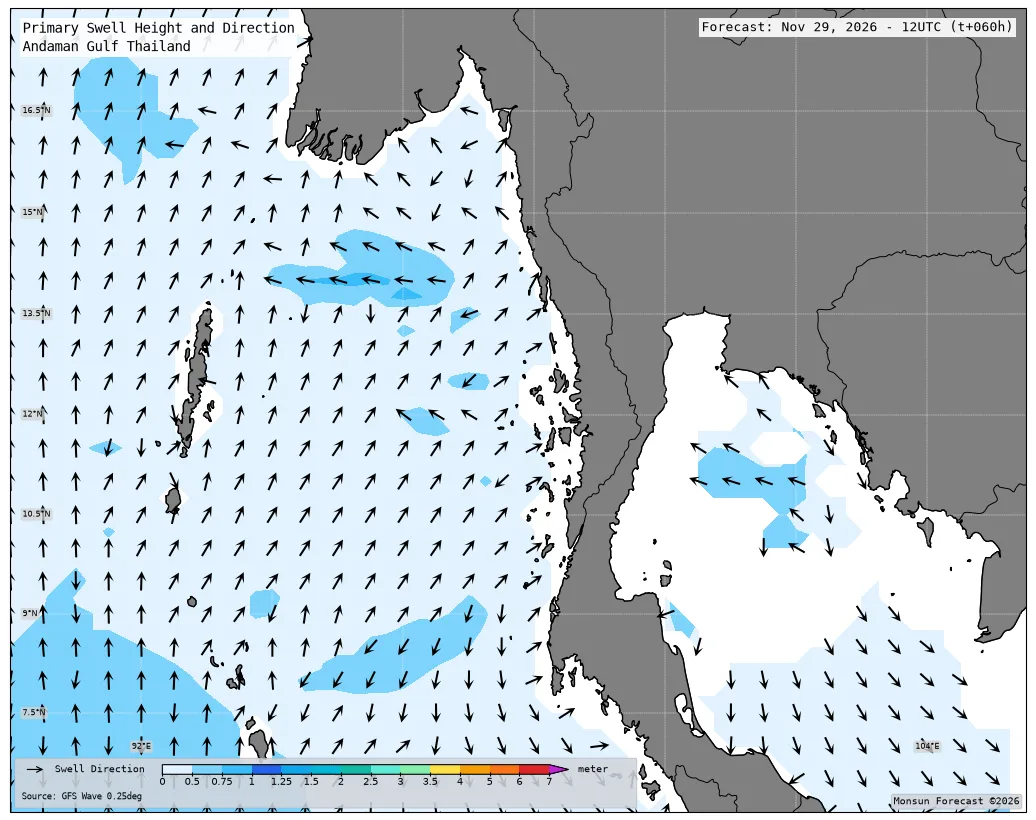 Primary Swell Height and Direction
Andaman Gulf Thailand
Forecast: Nov 29, 2026 - 12UTC (t+060h)
16.5°N
15°N
13.5°N
12°N
10.5°N
9°N
7.5°N
92°E
104°E
Swell Direction
0 0.5 0.75 1 1.25 1.5 2 2.5 3 3.5 4 5 6 7
meter
Source: GFS Wave 0.25deg
Monsun Forecast ©2026